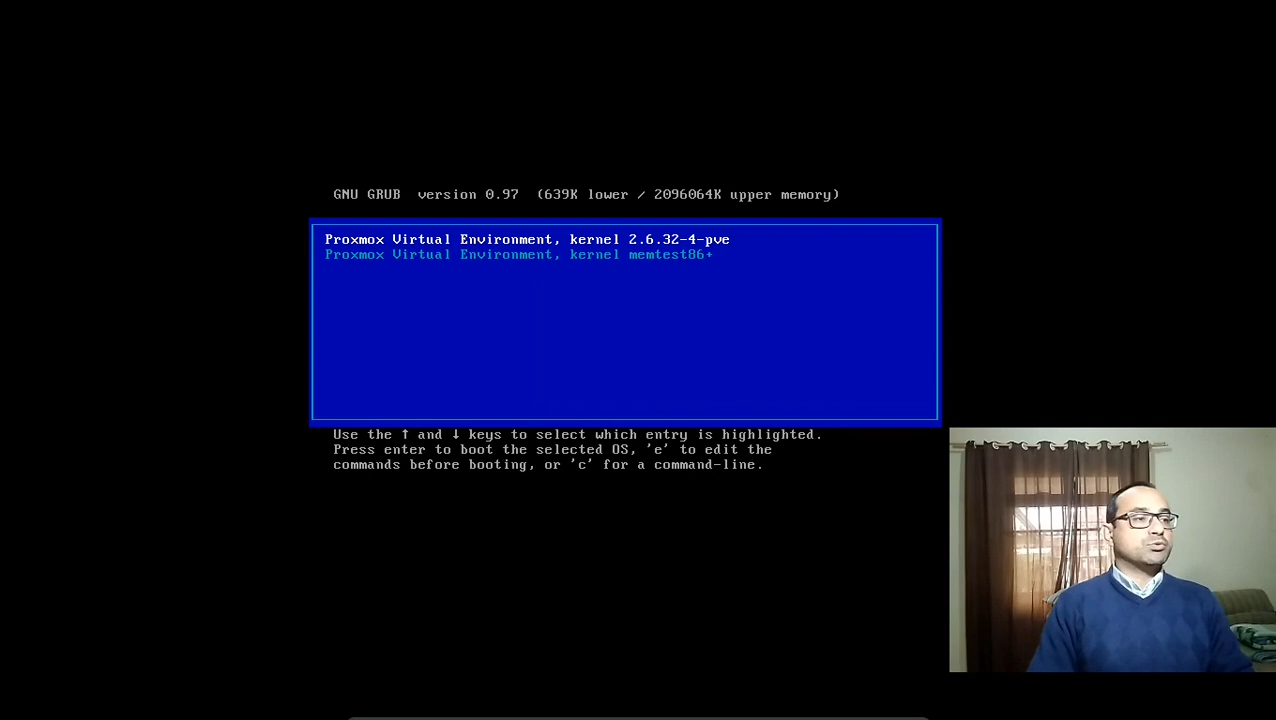 GNU GRUB version 0.97 (639K lower / 2096064K upper memory)
Proxmox Virtual Environment, kernel 2.6.32-4-pve
Proxmox Virtual Environment, kernel memtest86+
Use the ↑ and ↓ keys to select which entry is highlighted.
Press enter to boot the selected OS, 'e' to edit the
commands before booting, or 'c' for a command-line.